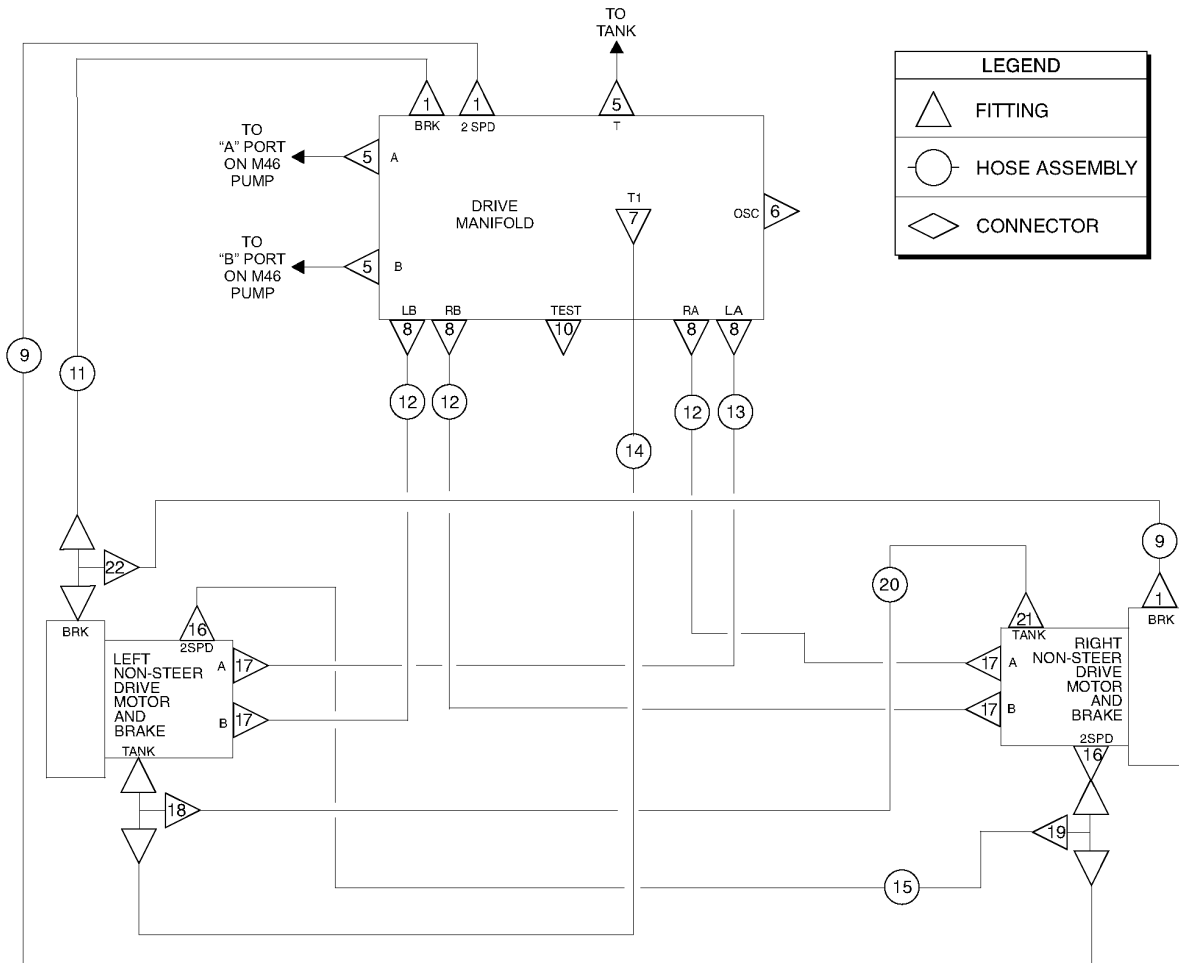 TO
TANK
LEGEND
FITTING
HOSE ASSEMBLY
CONNECTOR
1
1
5
BRK
2 SPD
T
TO
"A" PORT
ON M46
PUMP
5
A
DRIVE
MANIFOLD
T1
7
OSC
6
TO
"B" PORT
ON M46
PUMP
5
B
LB
RB
TEST
RA
LA
8
8
10
8
8
9
11
12
12
12
13
14
22
9
20
1
BRK
BRK
16
2SPD
LEFT
NON-STEER
DRIVE
MOTOR
AND
BRAKE
A
17
B
17
TANK
21
TANK
RIGHT
NON-STEER
DRIVE
MOTOR
AND
BRAKE
17
A
17
B
2SPD
16
18
19
15